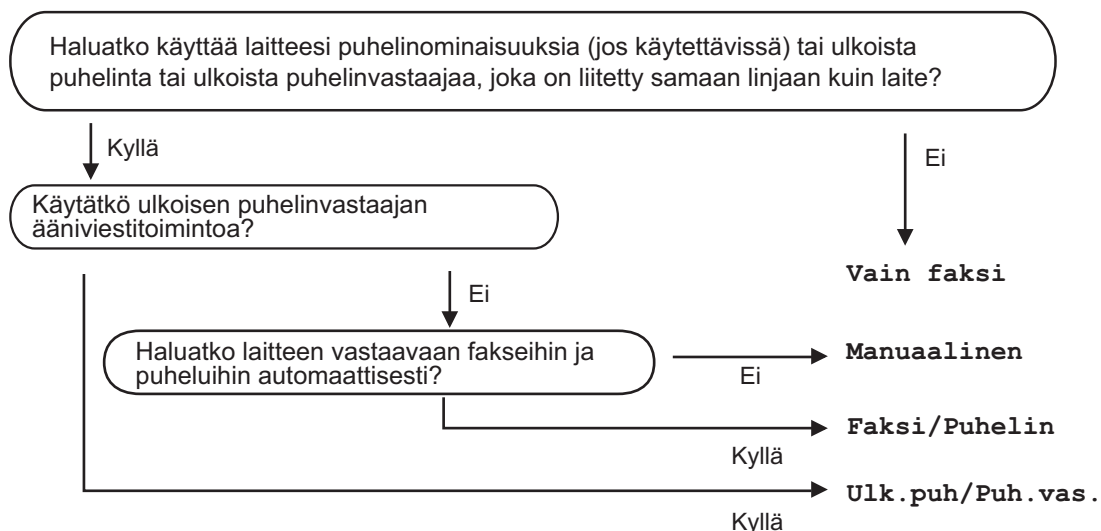 Haluatko käyttää laitteesi puhelinominaisuuksia (jos käytettävissä) tai ulkoista
puhelinta tai ulkoista puhelinvastaajaa, joka on liitetty samaan linjaan kuin laite?
Kyllä
Ei
Käytätkö ulkoisen puhelinvastaajan
ääniviestitoimintoa?
Vain faksi
Ei
Haluatko laitteen vastaavaan fakseihin ja
puheluihin automaattisesti?
Ei
Manuaalinen
Kyllä
Faksi/Puhelin
Kyllä
Ulk.puh/Puh.vas.